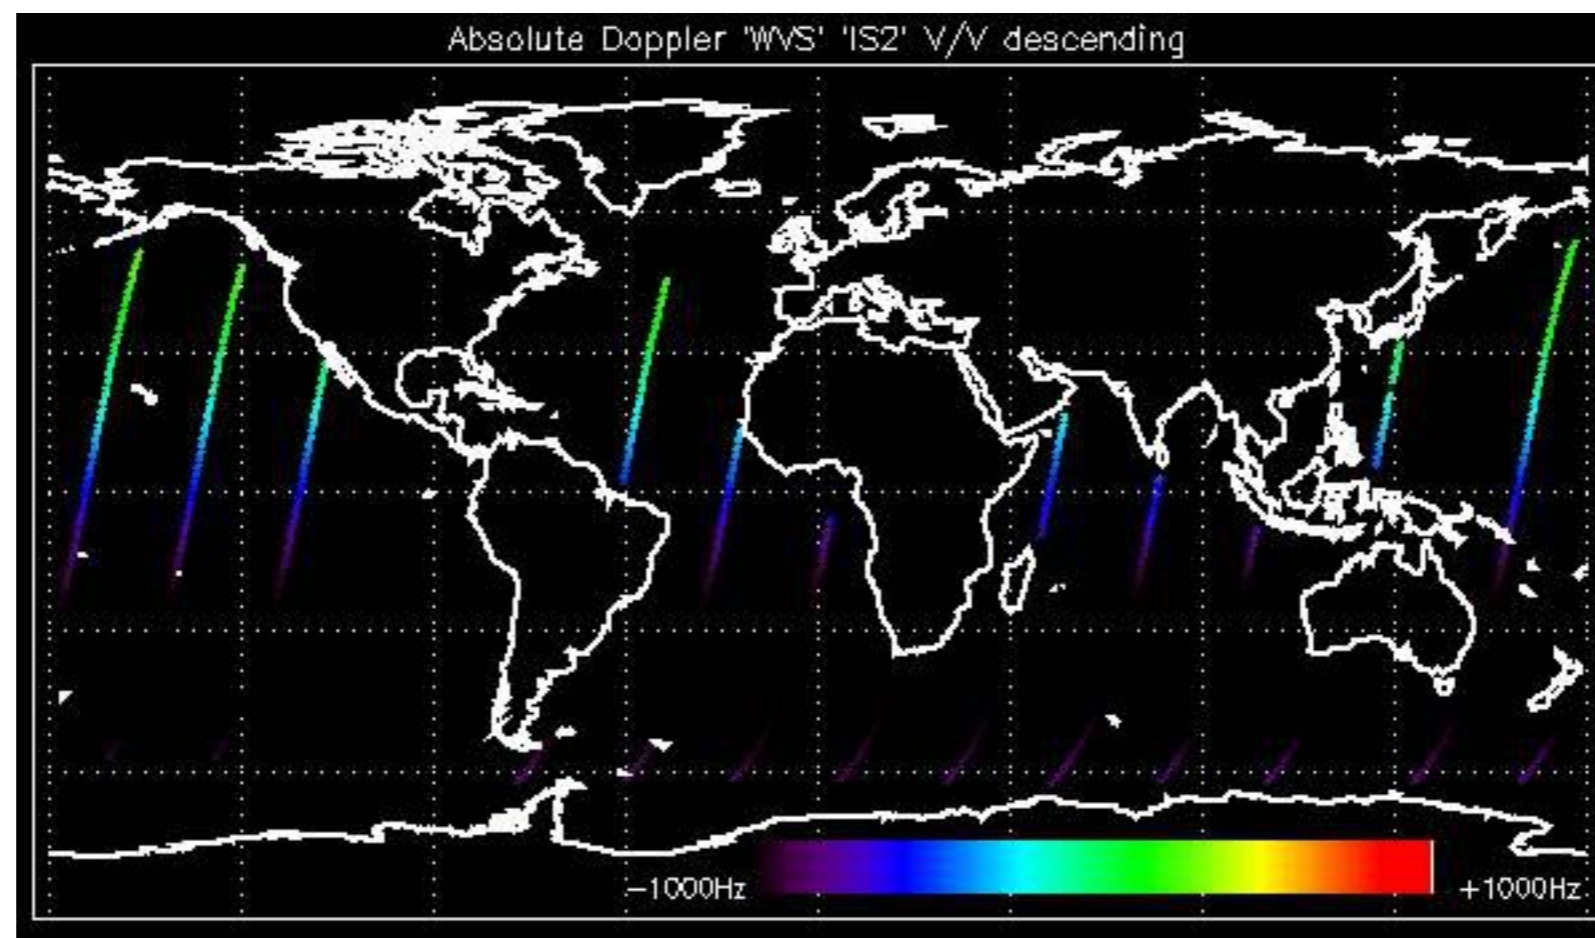 Absolute Doppler 'WVS' 'IS2' V/V descending
-1000Hz
+1000Hz